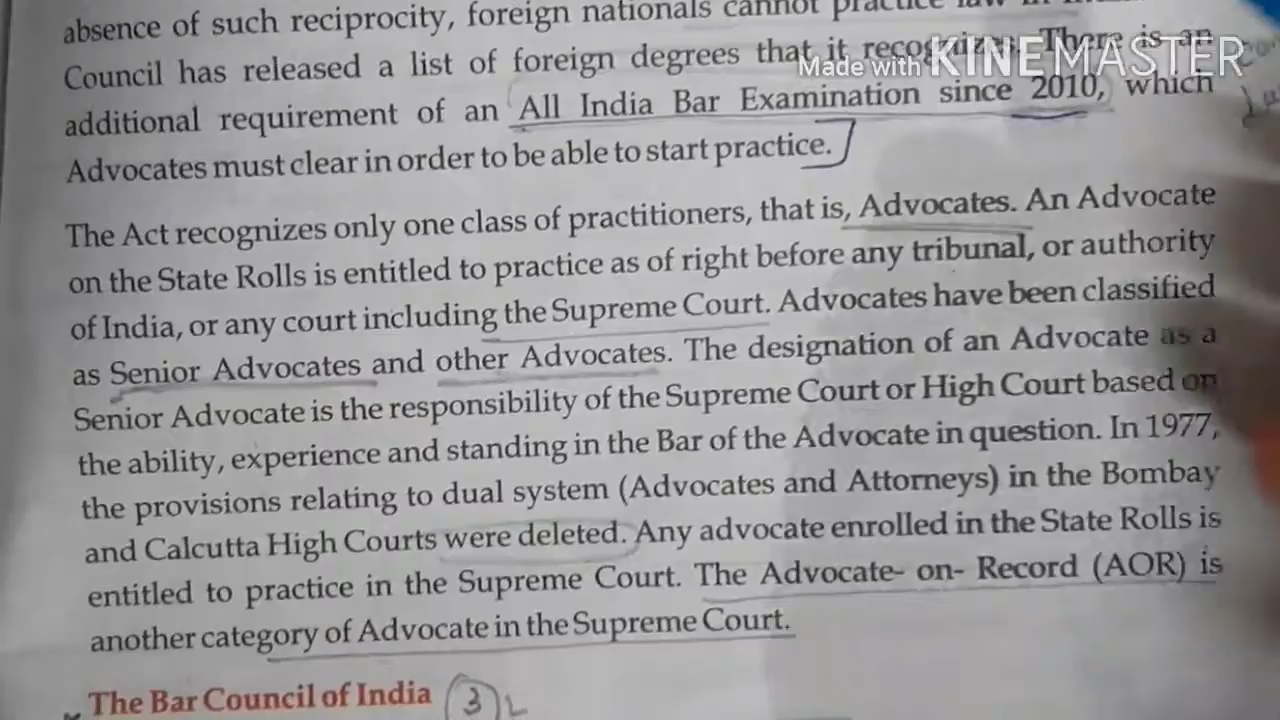 absence of such reciprocity, foreign nationals cannot practice law in
Council has released a list of foreign degrees that it recognizes. There is an
additional requirement of an All India Bar Examination since 2010, which
Advocates must clear in order to be able to start practice.
Made with KINEMASTER
The Act recognizes only one class of practitioners, that is, Advocates. An Advocate
on the State Rolls is entitled to practice as of right before any tribunal, or authority
of India, or any court including the Supreme Court. Advocates have been classified
as Senior Advocates and other Advocates. The designation of an Advocate as a
Senior Advocate is the responsibility of the Supreme Court or High Court based on
the ability, experience and standing in the Bar of the Advocate in question. In 1977,
the provisions relating to dual system (Advocates and Attorneys) in the Bombay
and Calcutta High Courts were deleted. Any advocate enrolled in the State Rolls is
entitled to practice in the Supreme Court. The Advocate- on- Record (AOR) is
another category of Advocate in the Supreme Court.
The Bar Council of India 3